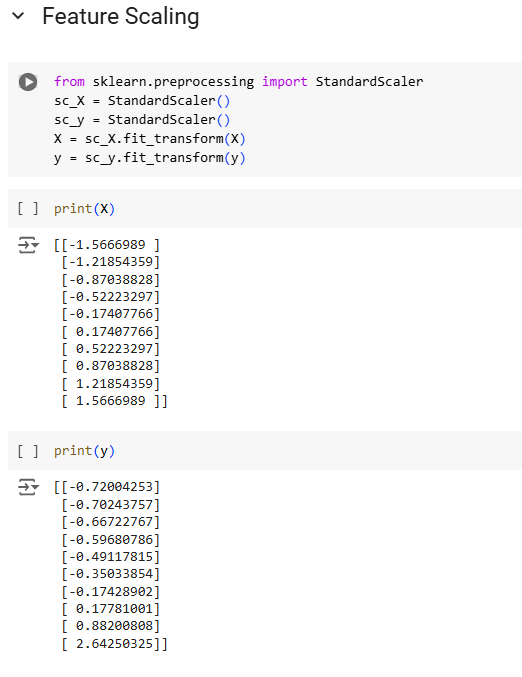 Feature Scaling
from sklearn.preprocessing import StandardScaler
sc_X = StandardScaler()
sc_y = StandardScaler()
X = sc_X.fit_transform(X)
y = sc_y.fit_transform(y)
[ ] print(X)
[[-1.5666989 ]
[-1.21854359]
[-0.87038828]
[-0.52223297]
[-0.17407766]
[ 0.17407766]
[ 0.52223297]
[ 0.87038828]
[ 1.21854359]
[ 1.5666989 ]]
[ ] print(y)
[[-0.72004253]
[-0.70243757]
[-0.66722767]
[-0.59680786]
[-0.49117815]
[-0.35033854]
[-0.17428902]
[ 0.17781001]
[ 0.88200808]
[ 2.64250325]]